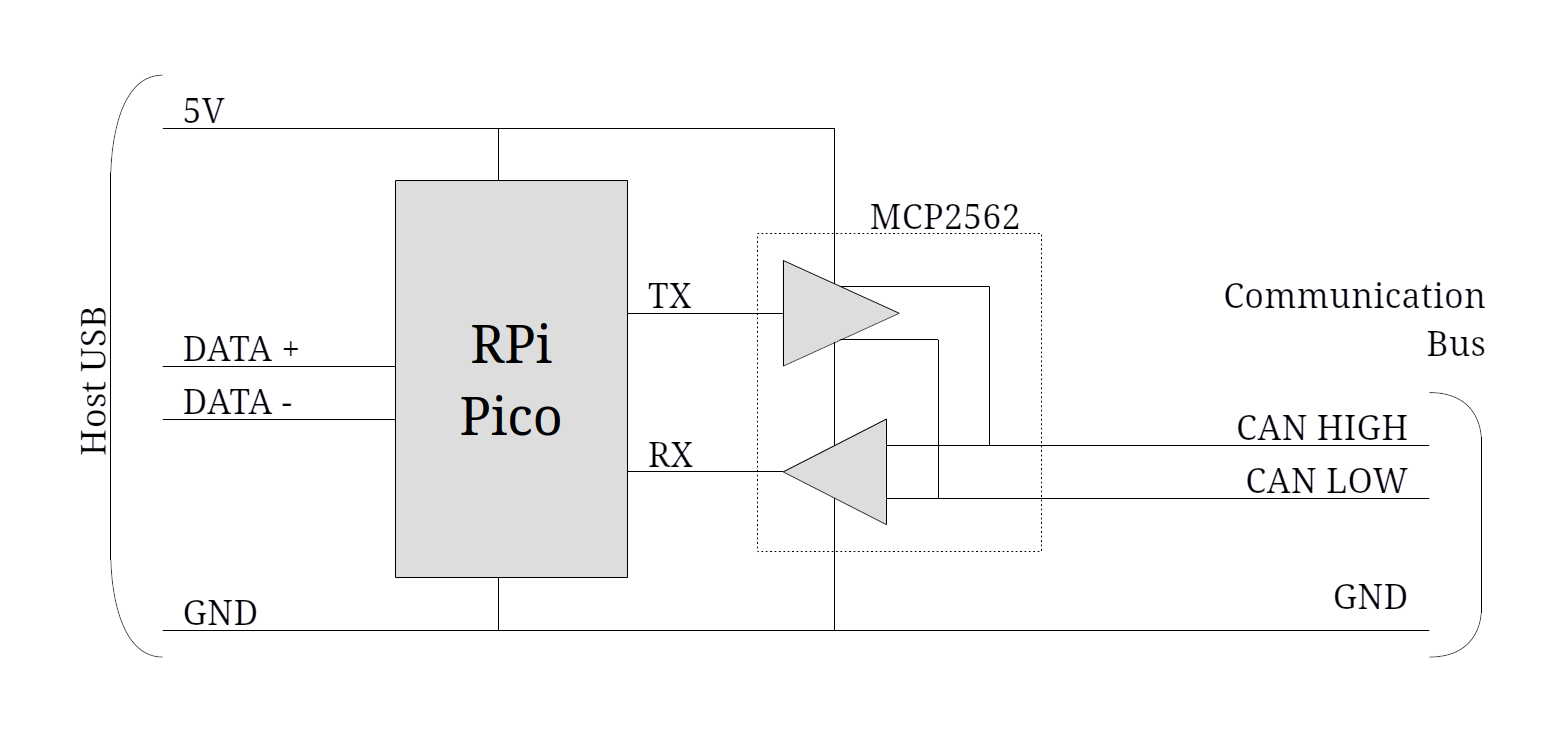 5V
MCP2562
TX
Communication
Bus
RPi
Pico
Host USB
DATA +
DATA -
RX
CAN HIGH
CAN LOW
GND
GND